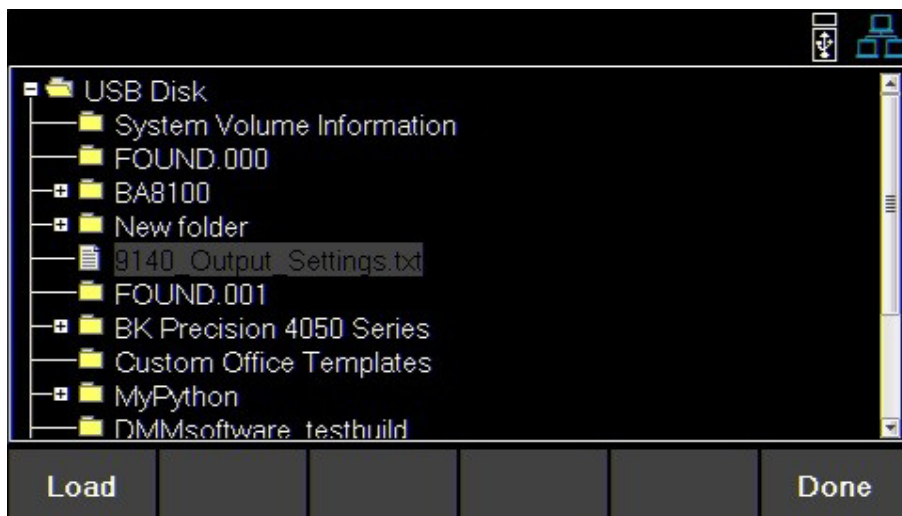 USB Disk
System Volume Information
FOUND.000
BA8100
New folder
9140_Output_Settings.txt
FOUND.001
BK Precision 4050 Series
Custom Office Templates
MyPython
DMMsoftware_testbuild
Load Done